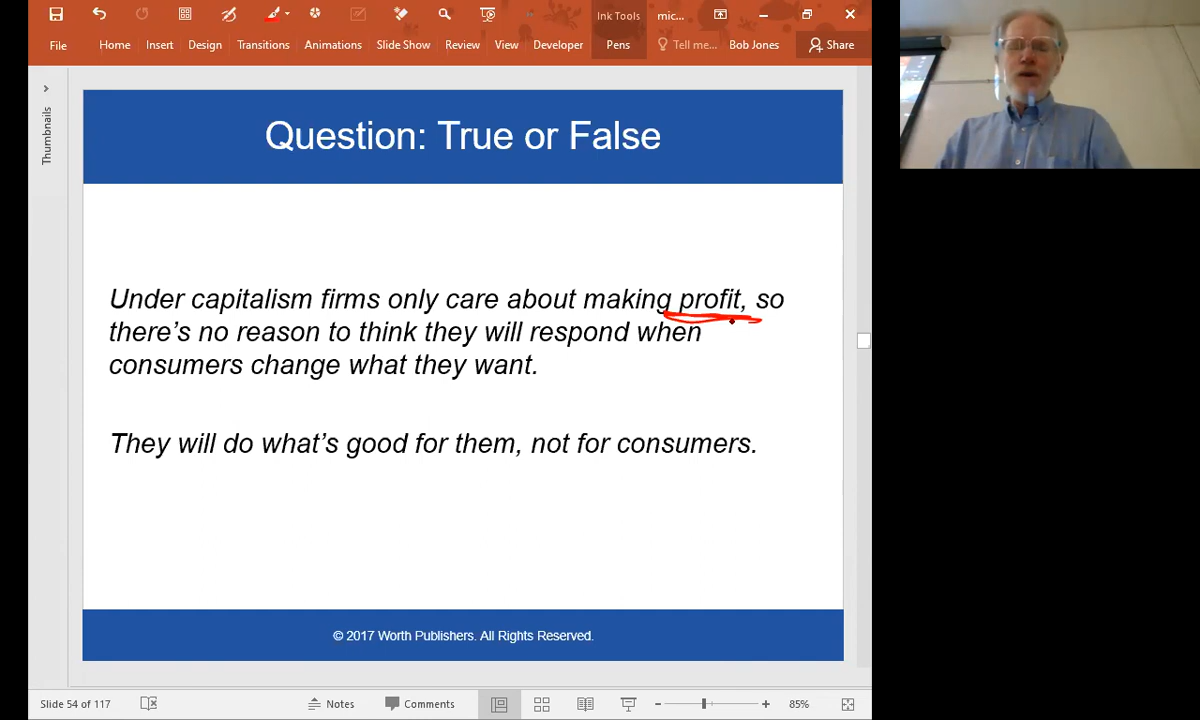 Ink Tools
mic...
File
Home
Insert
Design
Transitions
Animations
Slide Show
Review
View
Developer
Pens
Tell me...
Bob Jones
Share
Thumbnails
Question: True or False
Under capitalism firms only care about making profit, so
there's no reason to think they will respond when
consumers change what they want.
They will do what's good for them, not for consumers.
© 2017 Worth Publishers. All Rights Reserved.
Slide 54 of 117
Notes
Comments
85%